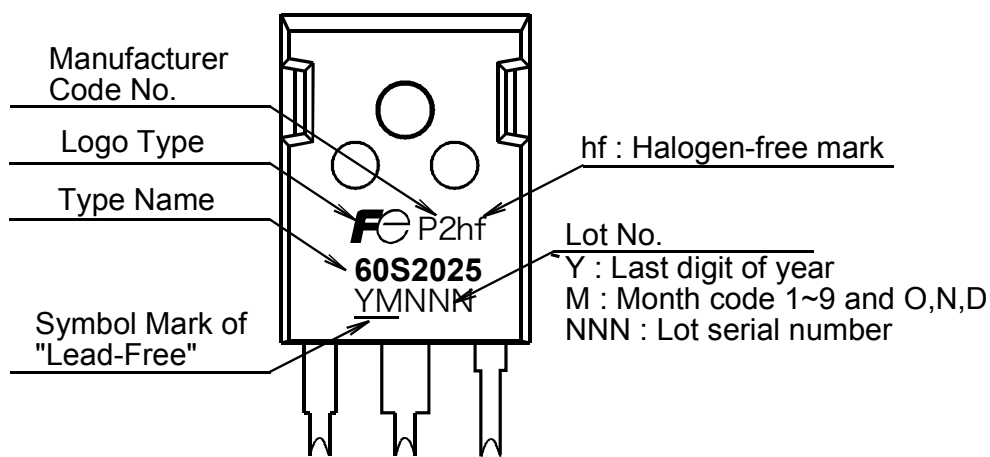 Manufacturer
Code No.
Logo Type
Type Name
Symbol Mark of
"Lead-Free"
Fe P2hf
60S2025
YMNNN
hf : Halogen-free mark
Lot No.
Y : Last digit of year
M : Month code 1~9 and O,N,D
NNN : Lot serial number